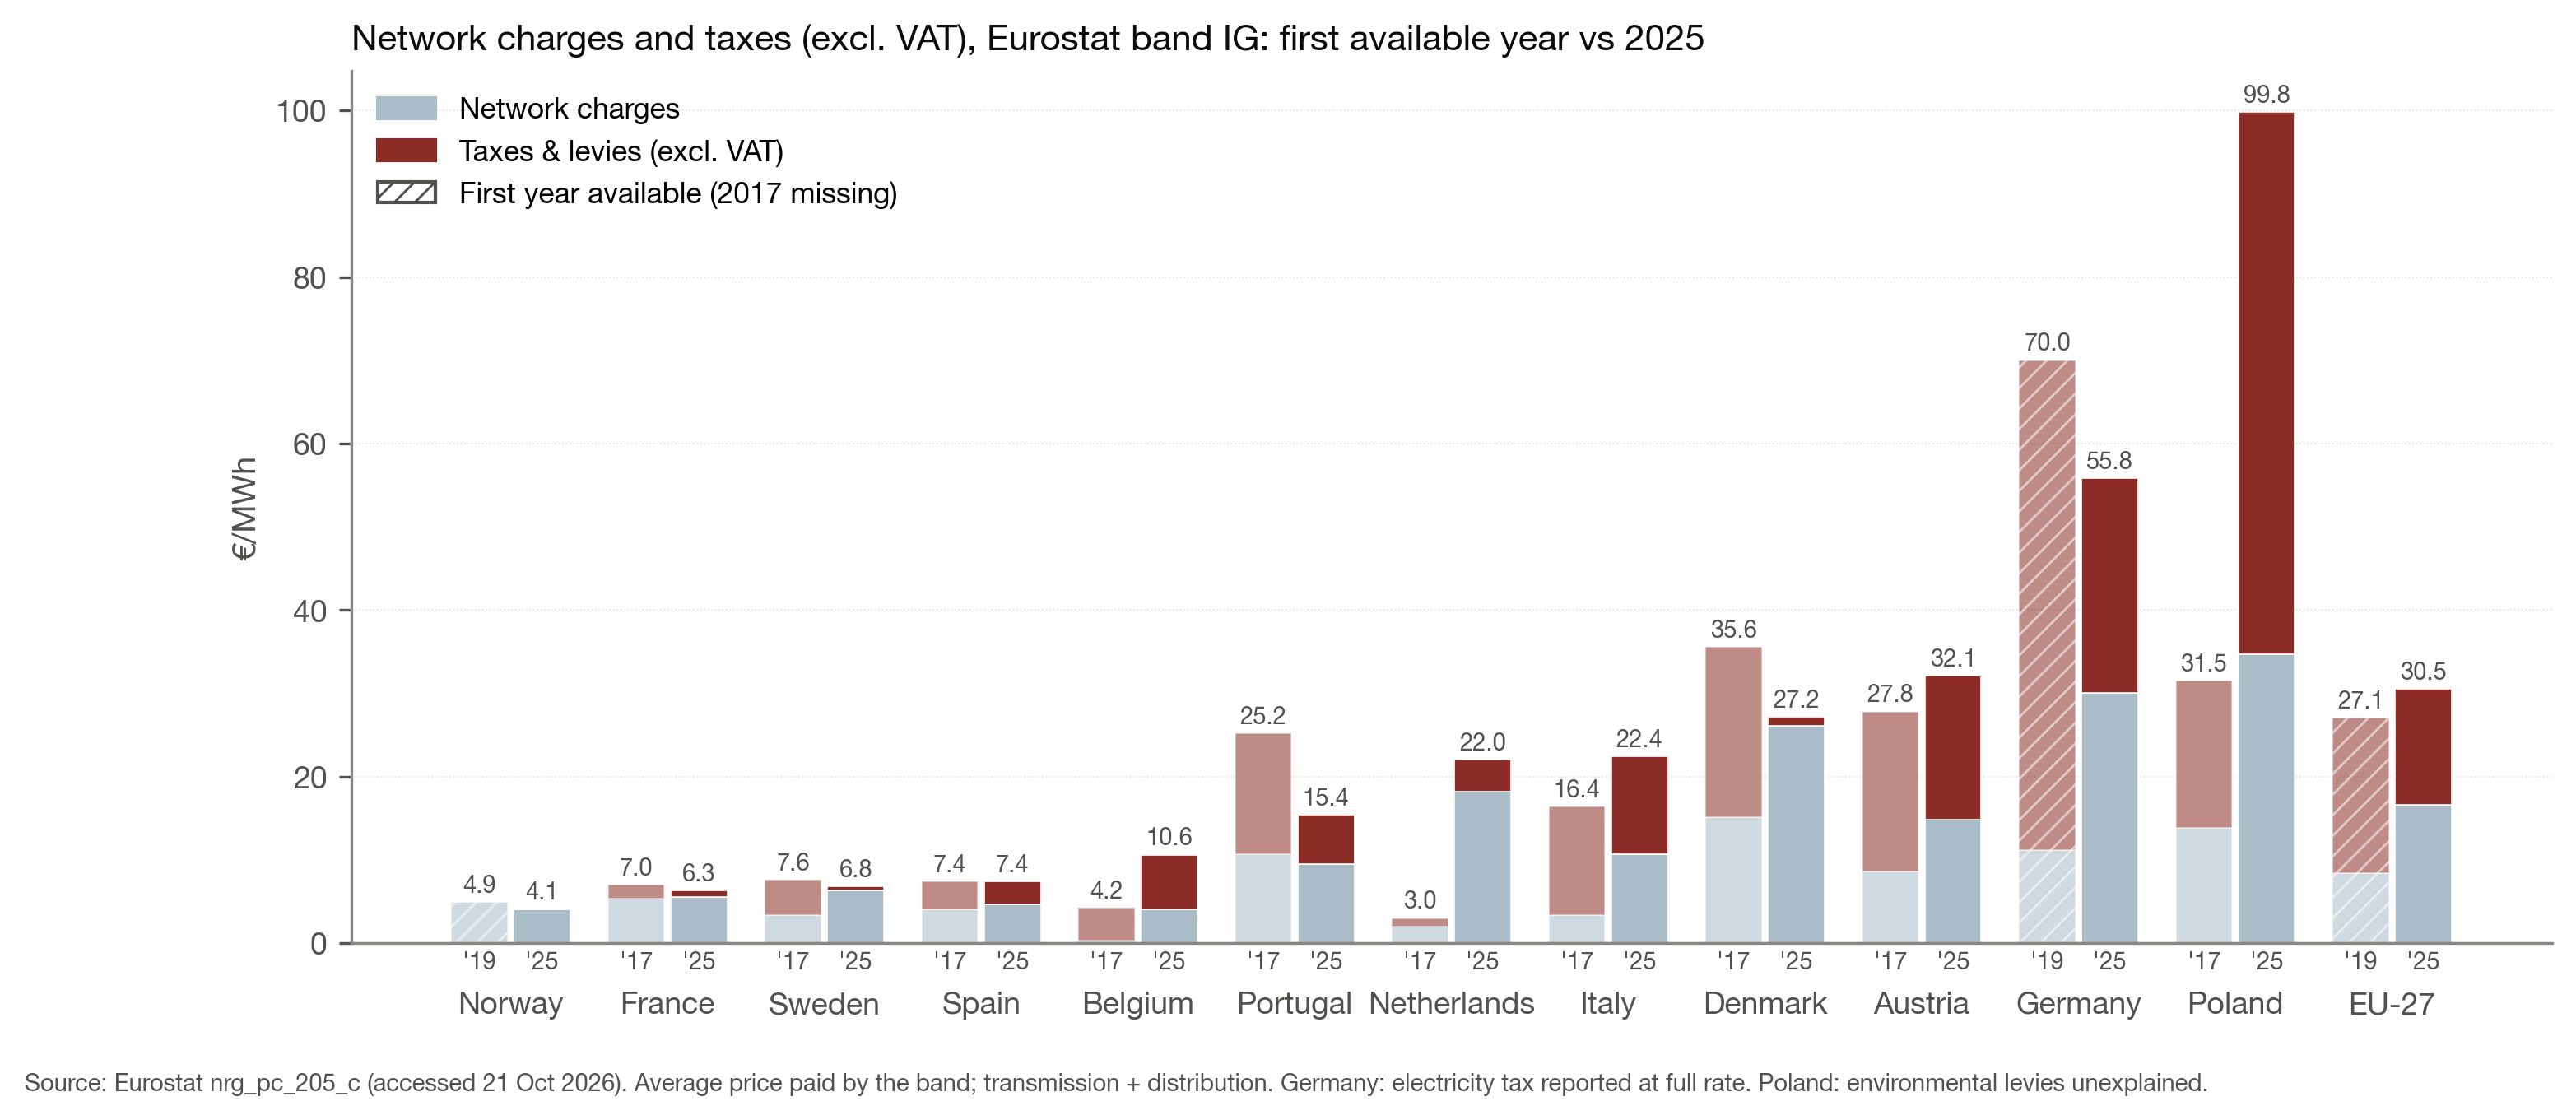 Network charges and taxes (excl. VAT), Eurostat band IG: first available year vs 2025
Network charges
Taxes & levies (excl. VAT)
First year available (2017 missing)
€/MWh
100
80
60
40
20
0
4.9 4.1
7.0 6.3
7.6 6.8
7.4 7.4
4.2 10.6
25.2 15.4
3.0 22.0
16.4 22.4
35.6 27.2
27.8 32.1
70.0 55.8
31.5 99.8
27.1 30.5
'19 '25 '17 '25 '17 '25 '17 '25 '17 '25 '17 '25 '17 '25 '17 '25 '17 '25 '17 '25 '19 '25 '17 '25 '19 '25
Norway France Sweden Spain Belgium Portugal Netherlands Italy Denmark Austria Germany Poland EU-27
Source: Eurostat nrg_pc_205_c (accessed 21 Oct 2026). Average price paid by the band; transmission + distribution. Germany: electricity tax reported at full rate. Poland: environmental levies unexplained.